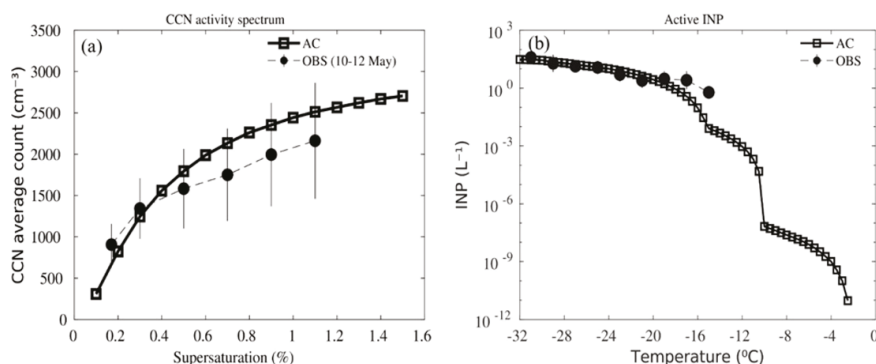 CCN activity spectrum
(a)
AC
OBS (10-12 May)
3500
3000
2500
2000
1500
1000
500
0
CCN average count (cm⁻³)
0 0.2 0.4 0.6 0.8 1 1.2 1.4 1.6
Supersaturation (%)
Active INP
(b)
AC
OBS
10³
10⁰
10⁻³
10⁻⁶
10⁻⁹
10⁻¹²
INP (L⁻¹)
-32 -28 -24 -20 -16 -12 -8 -4 0
Temperature (⁰C)